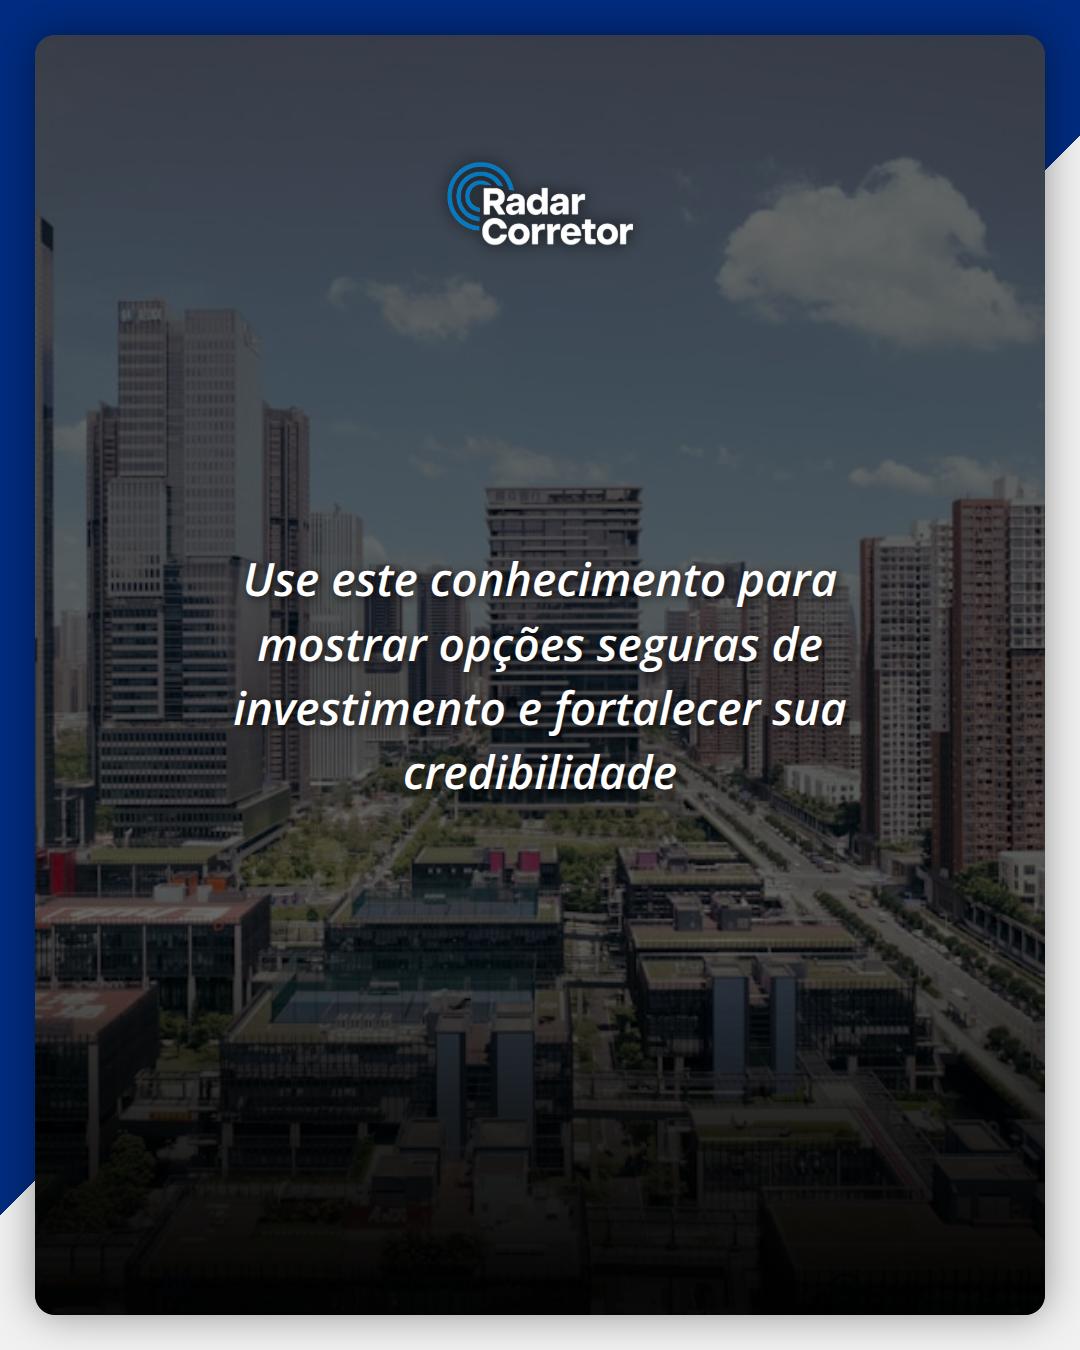 Radar
Corretor
Use este conhecimento para
mostrar opções seguras de
investimento e fortalecer sua
credibilidade